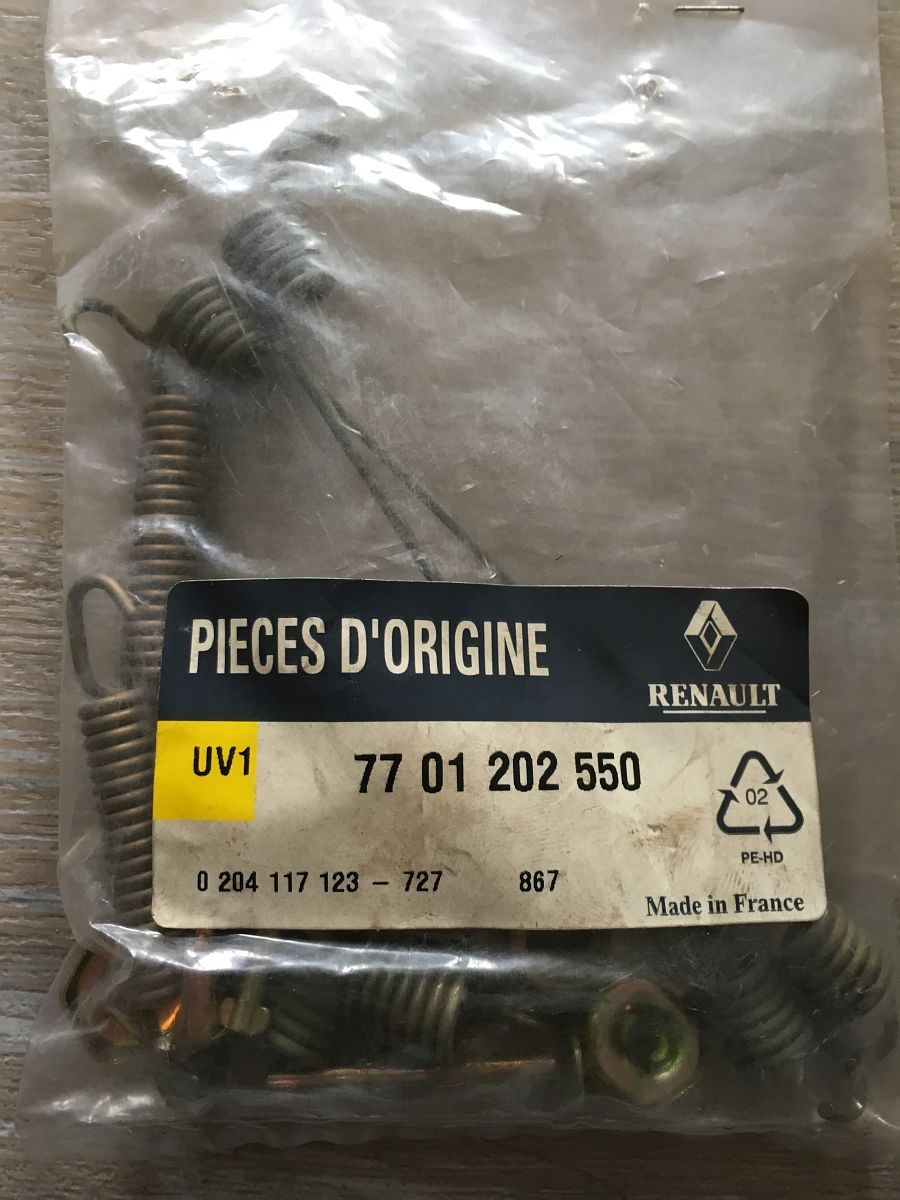 PIECES D'ORIGINE
RENAULT
UV1
77 01 202 550
02
PE-HD
0 204 117 123 – 727 867
Made in France